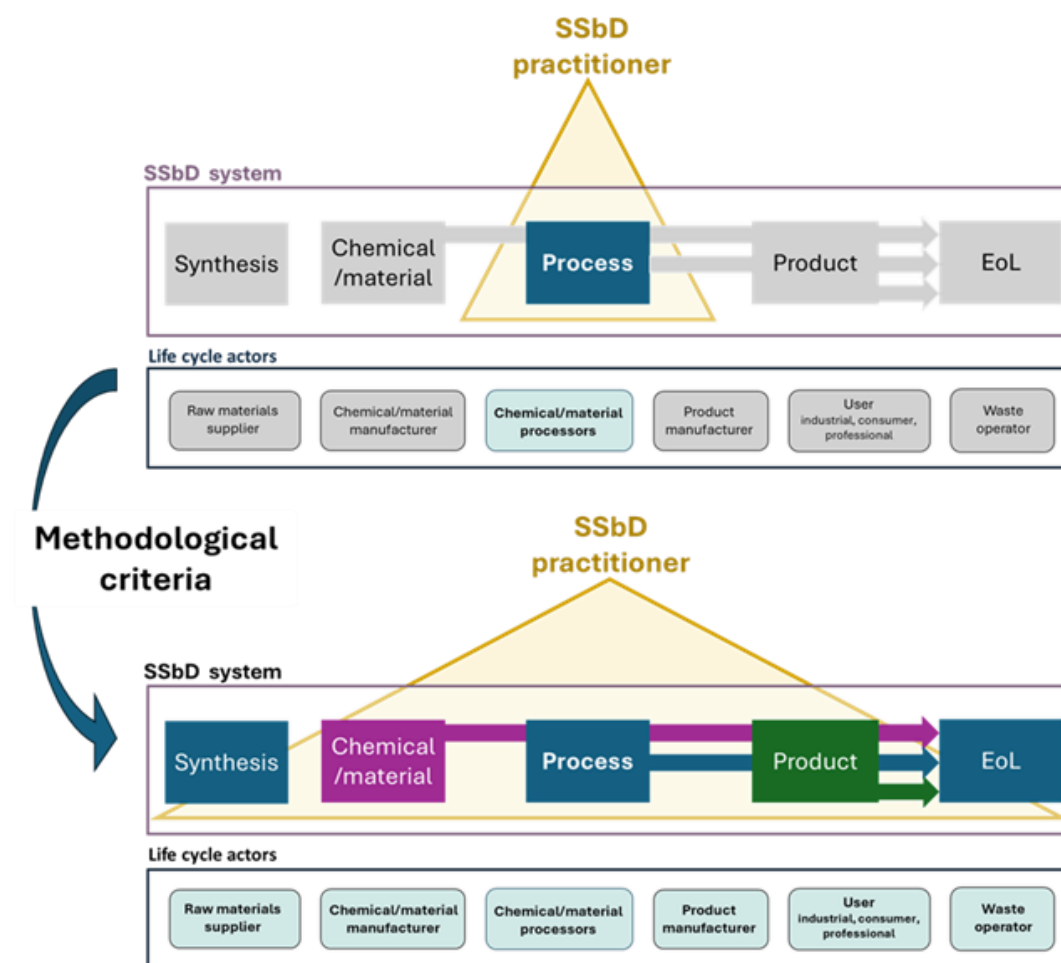 SSbD
practitioner
SSbD system
Synthesis
Chemical
/material
Process
Product
EoL
Life cycle actors
Raw materials
supplier
Chemical/material
manufacturer
Chemical/material
processors
Product
manufacturer
User
industrial, consumer,
professional
Waste
operator
Methodological
criteria
SSbD
practitioner
SSbD system
Synthesis
Chemical
/material
Process
Product
EoL
Life cycle actors
Raw materials
supplier
Chemical/material
manufacturer
Chemical/material
processors
Product
manufacturer
User
industrial, consumer,
professional
Waste
operator